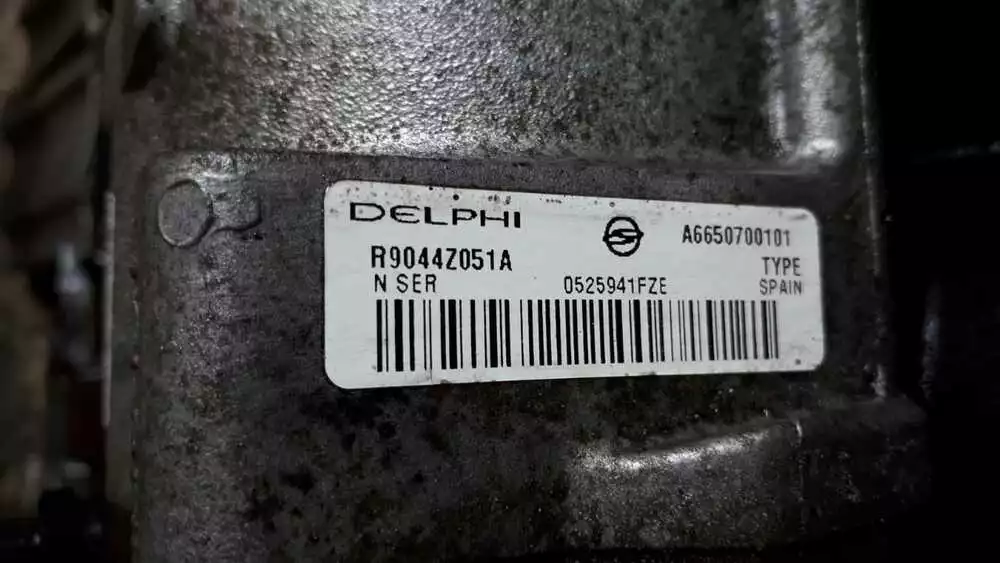 DELPHI
A6650700101
R9044Z051A
TYPE
N SER
0525941FZE
SPAIN